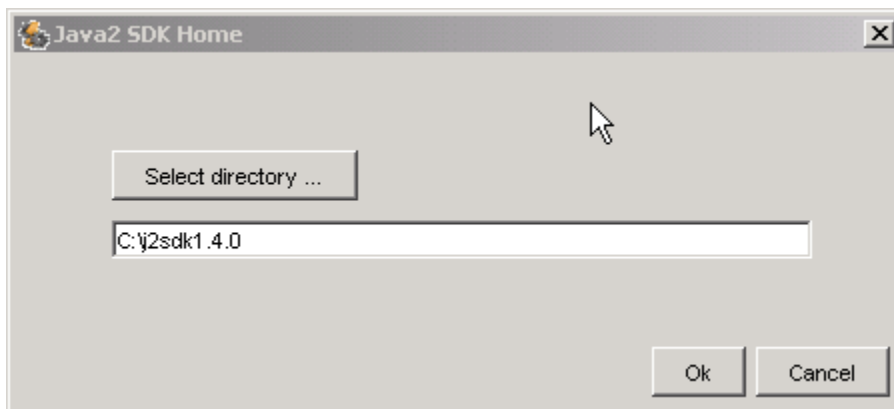 Java2 SDK Home
Select directory ...
C:\j2sdk1.4.0
Ok
Cancel